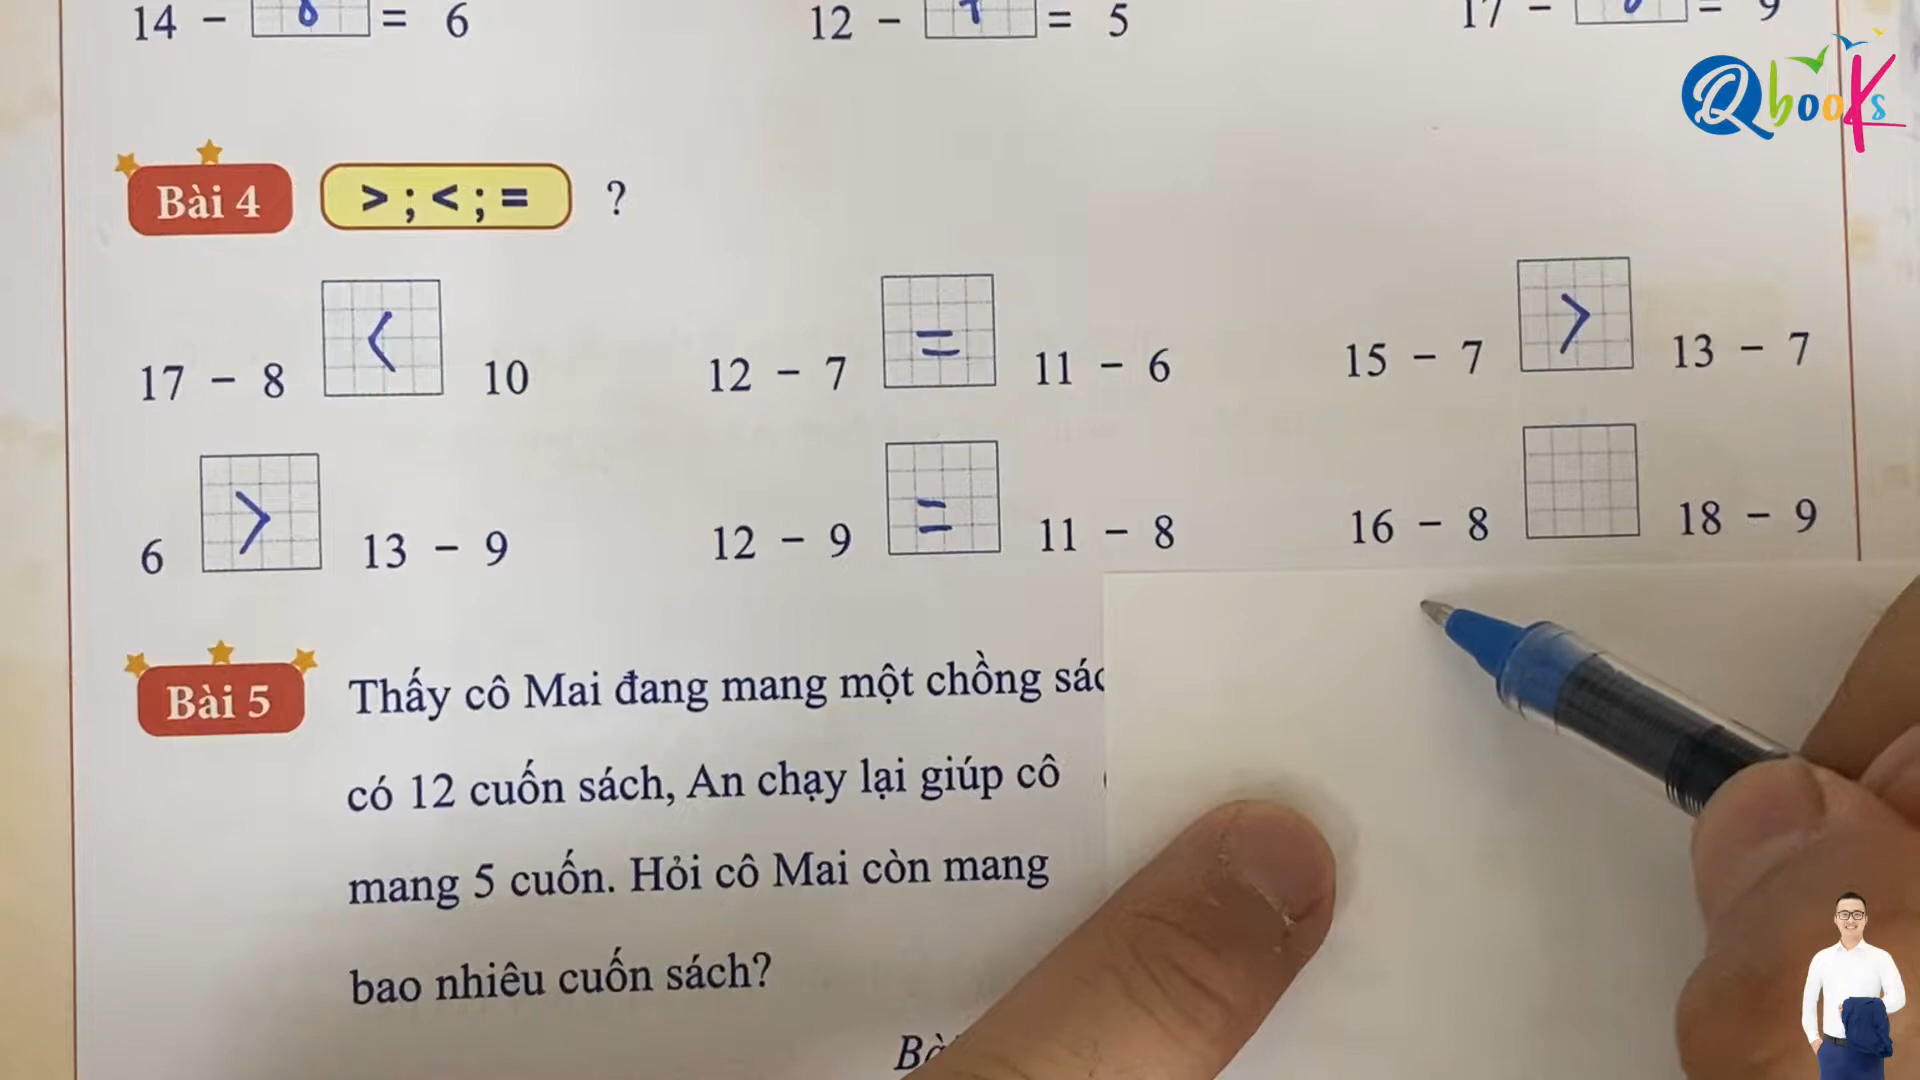 14 - 8 = 6 12 - 7 = 5 17 - 8 = 9
Qbooks
Bài 4 > ; < ; = ?
17 - 8 < 10 12 - 7 = 11 - 6 15 - 7 > 13 - 7
6 > 13 - 9 12 - 9 = 11 - 8 16 - 8 18 - 9
Bài 5 Thấy cô Mai đang mang một chồng
có 12 cuốn sách, An chạy lại giúp cô
mang 5 cuốn. Hỏi cô Mai còn mang
bao nhiêu cuốn sách?